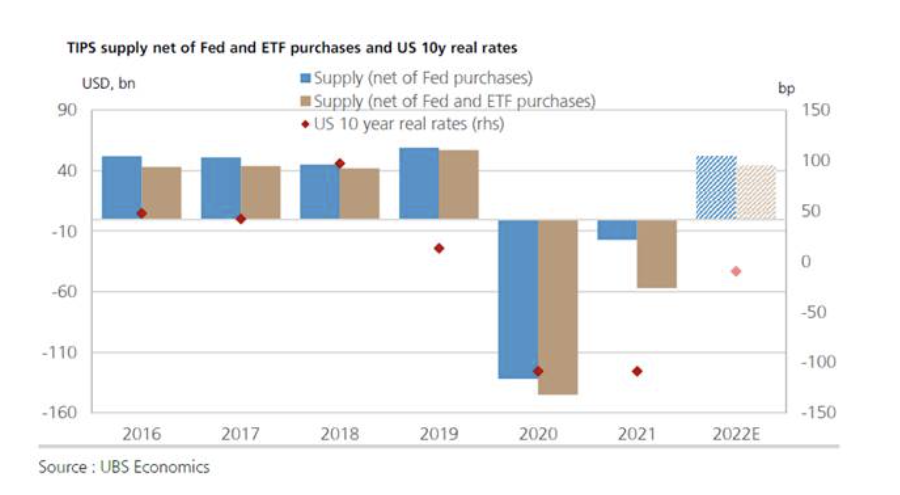 TIPS supply net of Fed and ETF purchases and US 10y real rates
USD, bn
Supply (net of Fed purchases)
bp
Supply (net of Fed and ETF purchases)
US 10 year real rates (rhs)
90
150
40
100
50
-10
0
-60
-50
-110
-100
-160
-150
2016 2017 2018 2019 2020 2021 2022E
Source : UBS Economics